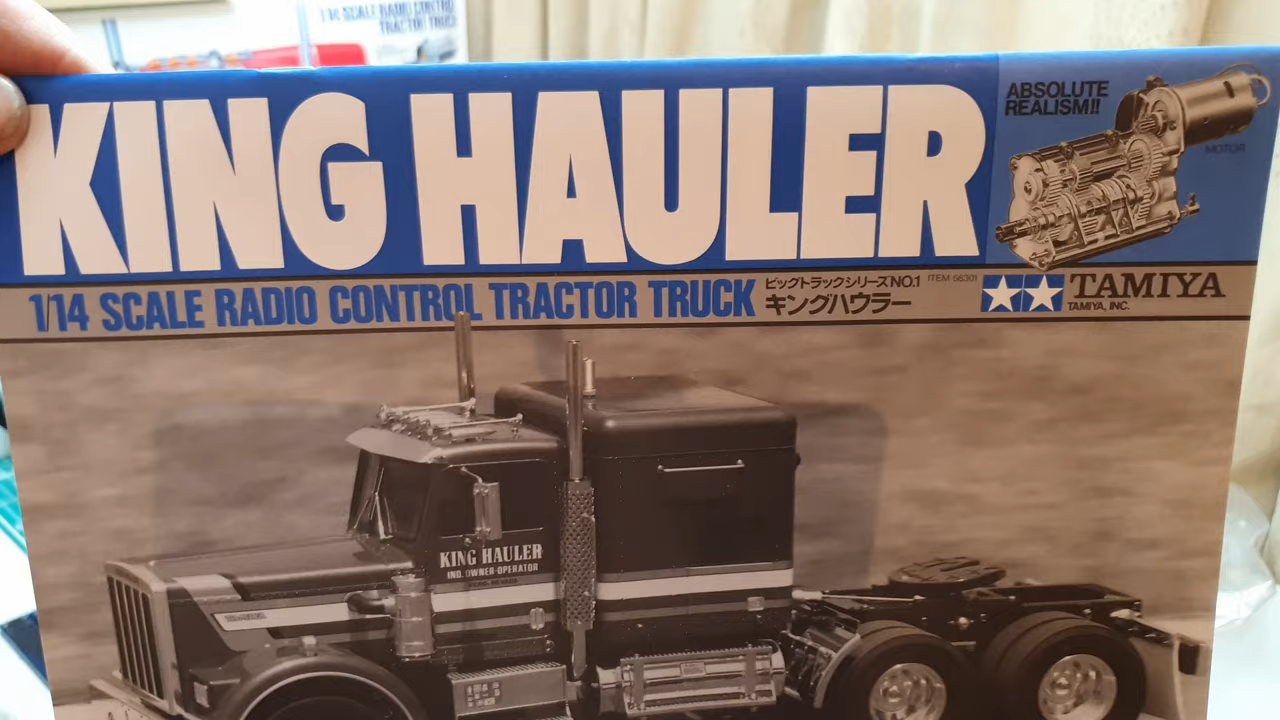 1/14 SCALE RADIO CONTROL
TRACTOR TRUCK
KING HAULER
ABSOLUTE
REALISM!!
MOTOR
1/14 SCALE RADIO CONTROL TRACTOR TRUCK
ビッグトラックシリーズNO.1
キングハウラー
ITEM 56301
TAMIYA
TAMIYA, INC.
KING HAULER
IND. OWNER-OPERATOR
RENO, NEVADA